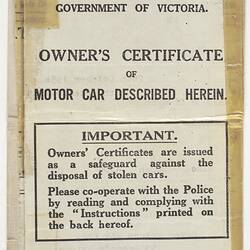 GOVERNMENT OF VICTORIA.
OWNER'S CERTIFICATE
OF
MOTOR CAR DESCRIBED HEREIN.
IMPORTANT.
Owners' Certificates are issued
as a safeguard against the
disposal of stolen cars.
Please co-operate with the Police
by reading and complying with
the "Instructions" printed on
the back hereof.